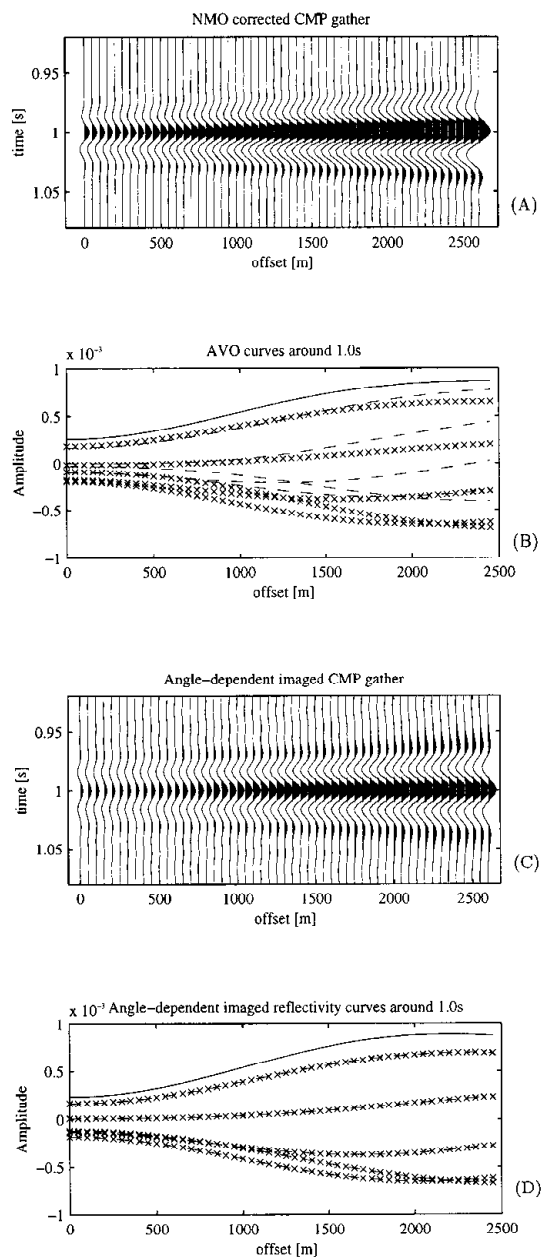 NMO corrected CMP gather
0.95
1
1.05
time [s]
0 500 1000 1500 2000 2500
offset [m]
(A)
x 10⁻³
AVO curves around 1.0s
1
0.5
0
−0.5
−1
Amplitude
0 500 1000 1500 2000 2500
offset [m]
(B)
Angle−dependent imaged CMP gather
0.95
1
1.05
time [s]
0 500 1000 1500 2000 2500
offset [m]
(C)
x 10⁻³ Angle−dependent imaged reflectivity curves around 1.0s
1
0.5
0
−0.5
−1
Amplitude
0 500 1000 1500 2000 2500
offset [m]
(D)